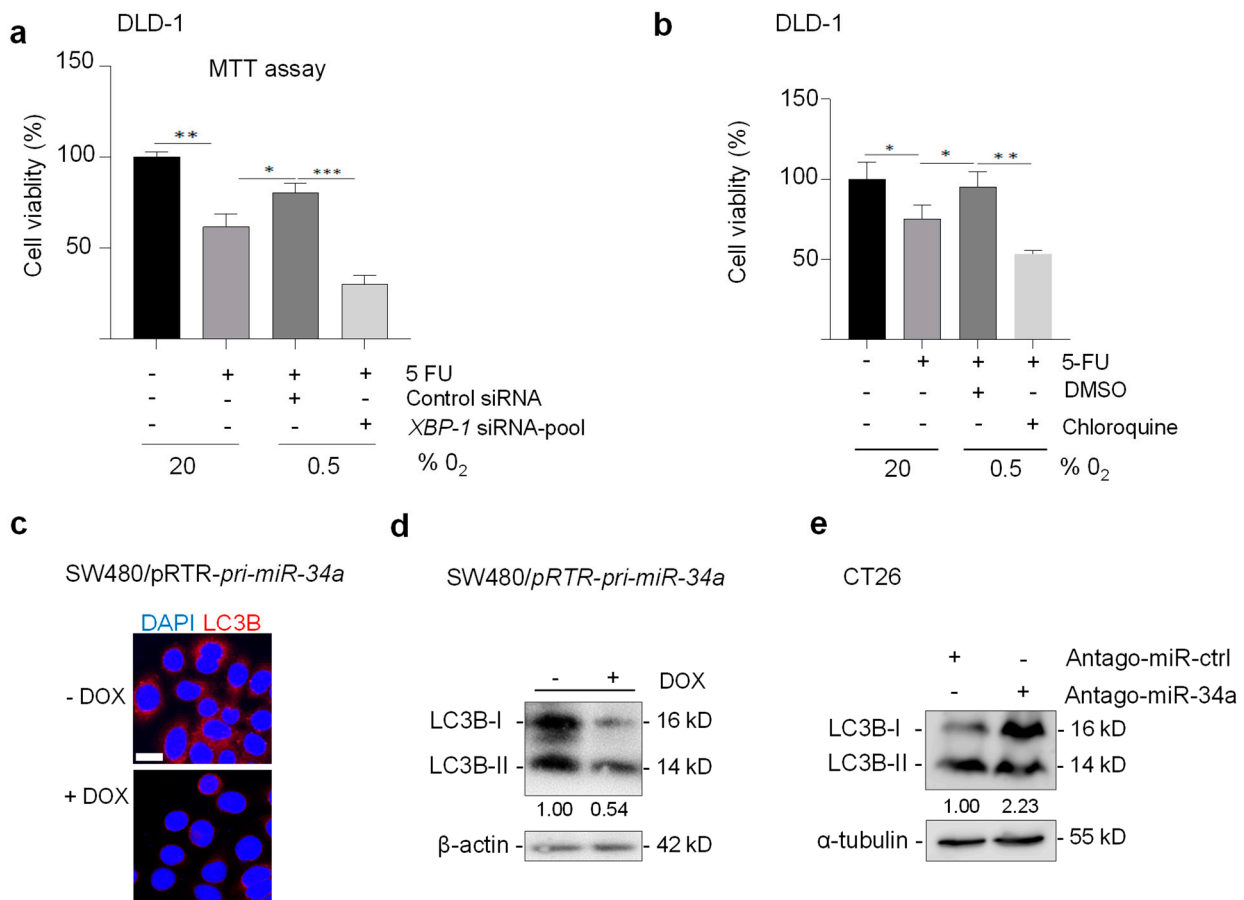 a
DLD-1
MTT assay
Cell viablity (%)
150
100
50
** * ***
- + + + 5 FU
- - + - Control siRNA
- - - + XBP-1 siRNA-pool
20 0.5 % 0₂
b
DLD-1
Cell viablity (%)
150
100
50
* * **
- + + + 5-FU
- - + - DMSO
- - - + Chloroquine
20 0.5 % 0₂
c
SW480/pRTR-pri-miR-34a
DAPI LC3B
- DOX
+ DOX
d
SW480/pRTR-pri-miR-34a
- + DOX
LC3B-I - - 16 kD
LC3B-II - - 14 kD
1.00 0.54
β-actin - - 42 kD
e
CT26
+ - Antago-miR-ctrl
- + Antago-miR-34a
LC3B-I - - 16 kD
LC3B-II - - 14 kD
1.00 2.23
α-tubulin - - 55 kD